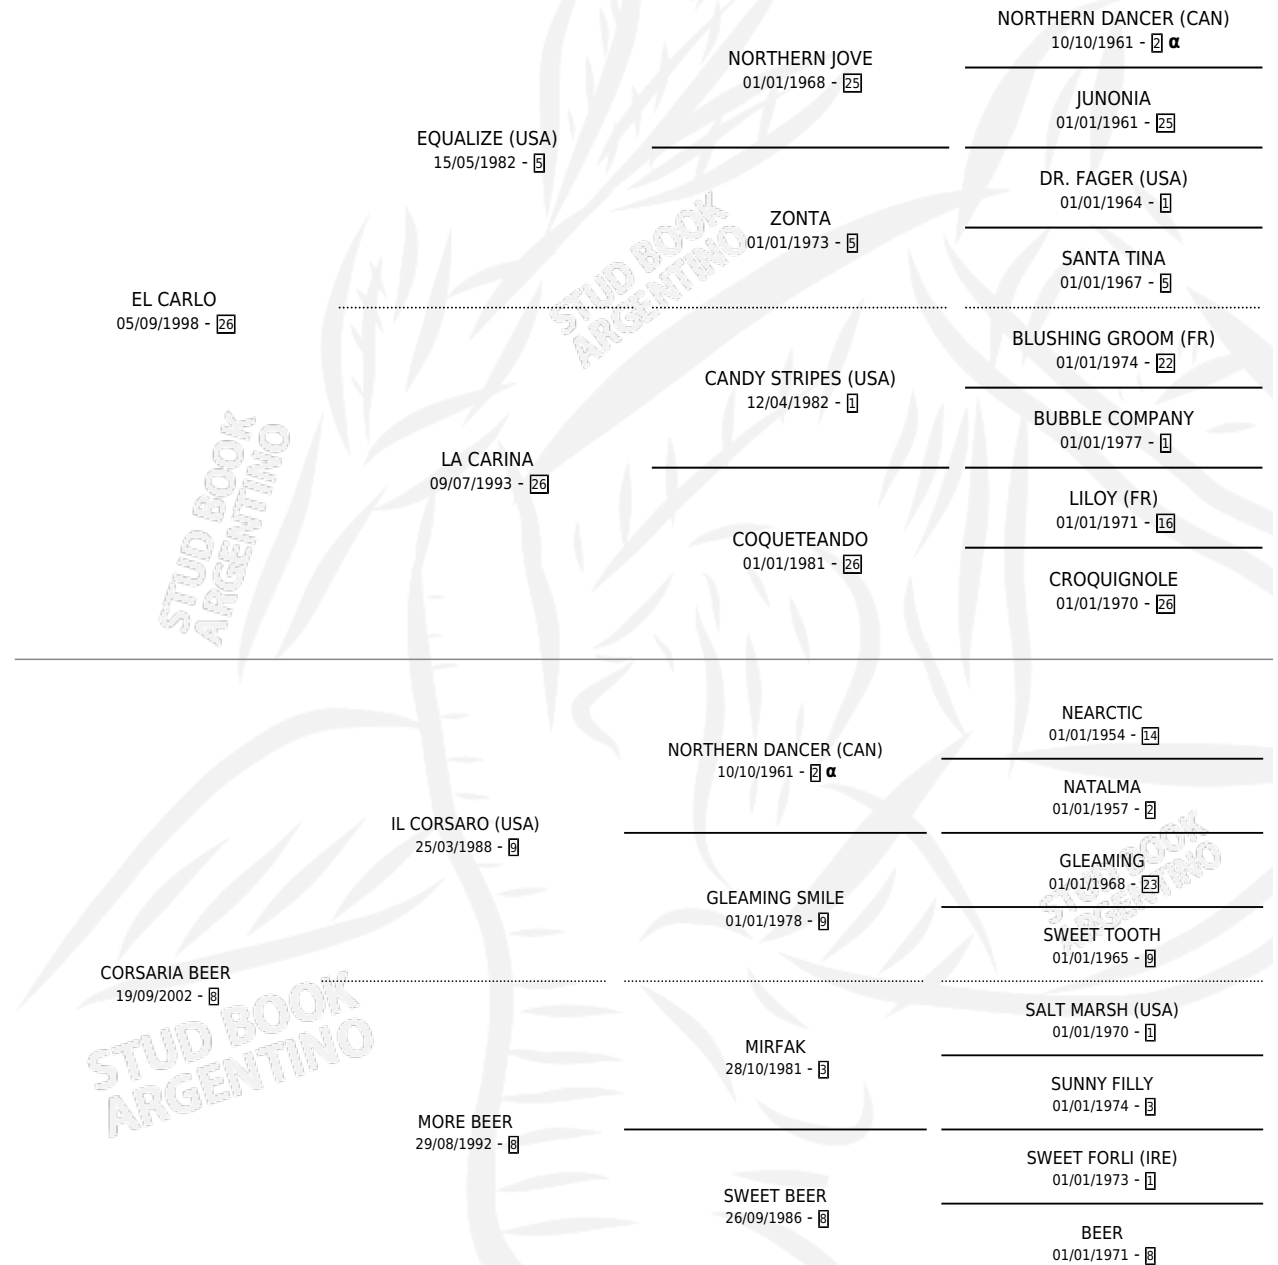 NORTHERN DANCER (CAN)
10/10/1961 - 2 α
NORTHERN JOVE
01/01/1968 - 25
JUNONIA
01/01/1961 - 25
EQUALIZE (USA)
15/05/1982 - 5
DR. FAGER (USA)
01/01/1964 - 1
ZONTA
01/01/1973 - 5
SANTA TINA
01/01/1967 - 5
EL CARLO
05/09/1998 - 26
BLUSHING GROOM (FR)
01/01/1974 - 22
CANDY STRIPES (USA)
12/04/1982 - 1
BUBBLE COMPANY
01/01/1977 - 1
LA CARINA
09/07/1993 - 26
LILOY (FR)
01/01/1971 - 16
COQUETEANDO
01/01/1981 - 26
CROQUIGNOLE
01/01/1970 - 26
NEARCTIC
01/01/1954 - 14
NORTHERN DANCER (CAN)
10/10/1961 - 2 α
NATALMA
01/01/1957 - 2
IL CORSARO (USA)
25/03/1988 - 9
GLEAMING
01/01/1968 - 23
GLEAMING SMILE
01/01/1978 - 9
SWEET TOOTH
01/01/1965 - 9
CORSARIA BEER
19/09/2002 - 8
SALT MARSH (USA)
01/01/1970 - 1
MIRFAK
28/10/1981 - 3
SUNNY FILLY
01/01/1974 - 3
MORE BEER
29/08/1992 - 8
SWEET FORLI (IRE)
01/01/1973 - 1
SWEET BEER
26/09/1986 - 8
BEER
01/01/1971 - 8
STUD BOOK
ARGENTINO
STUD BOOK
ARGENTINO
STUD BOOK
ARGENTINO
STUD BOOK
ARGENTINO